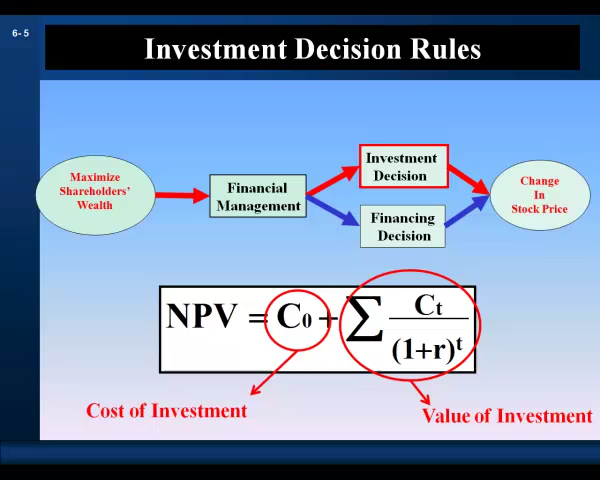 6- 5
Investment Decision Rules
Maximize
Shareholders’
Wealth
Financial
Management
Investment
Decision
Financing
Decision
Change
In
Stock Price
NPV = C0 + ∑ Ct / (1+r)^t
Cost of Investment
Value of Investment